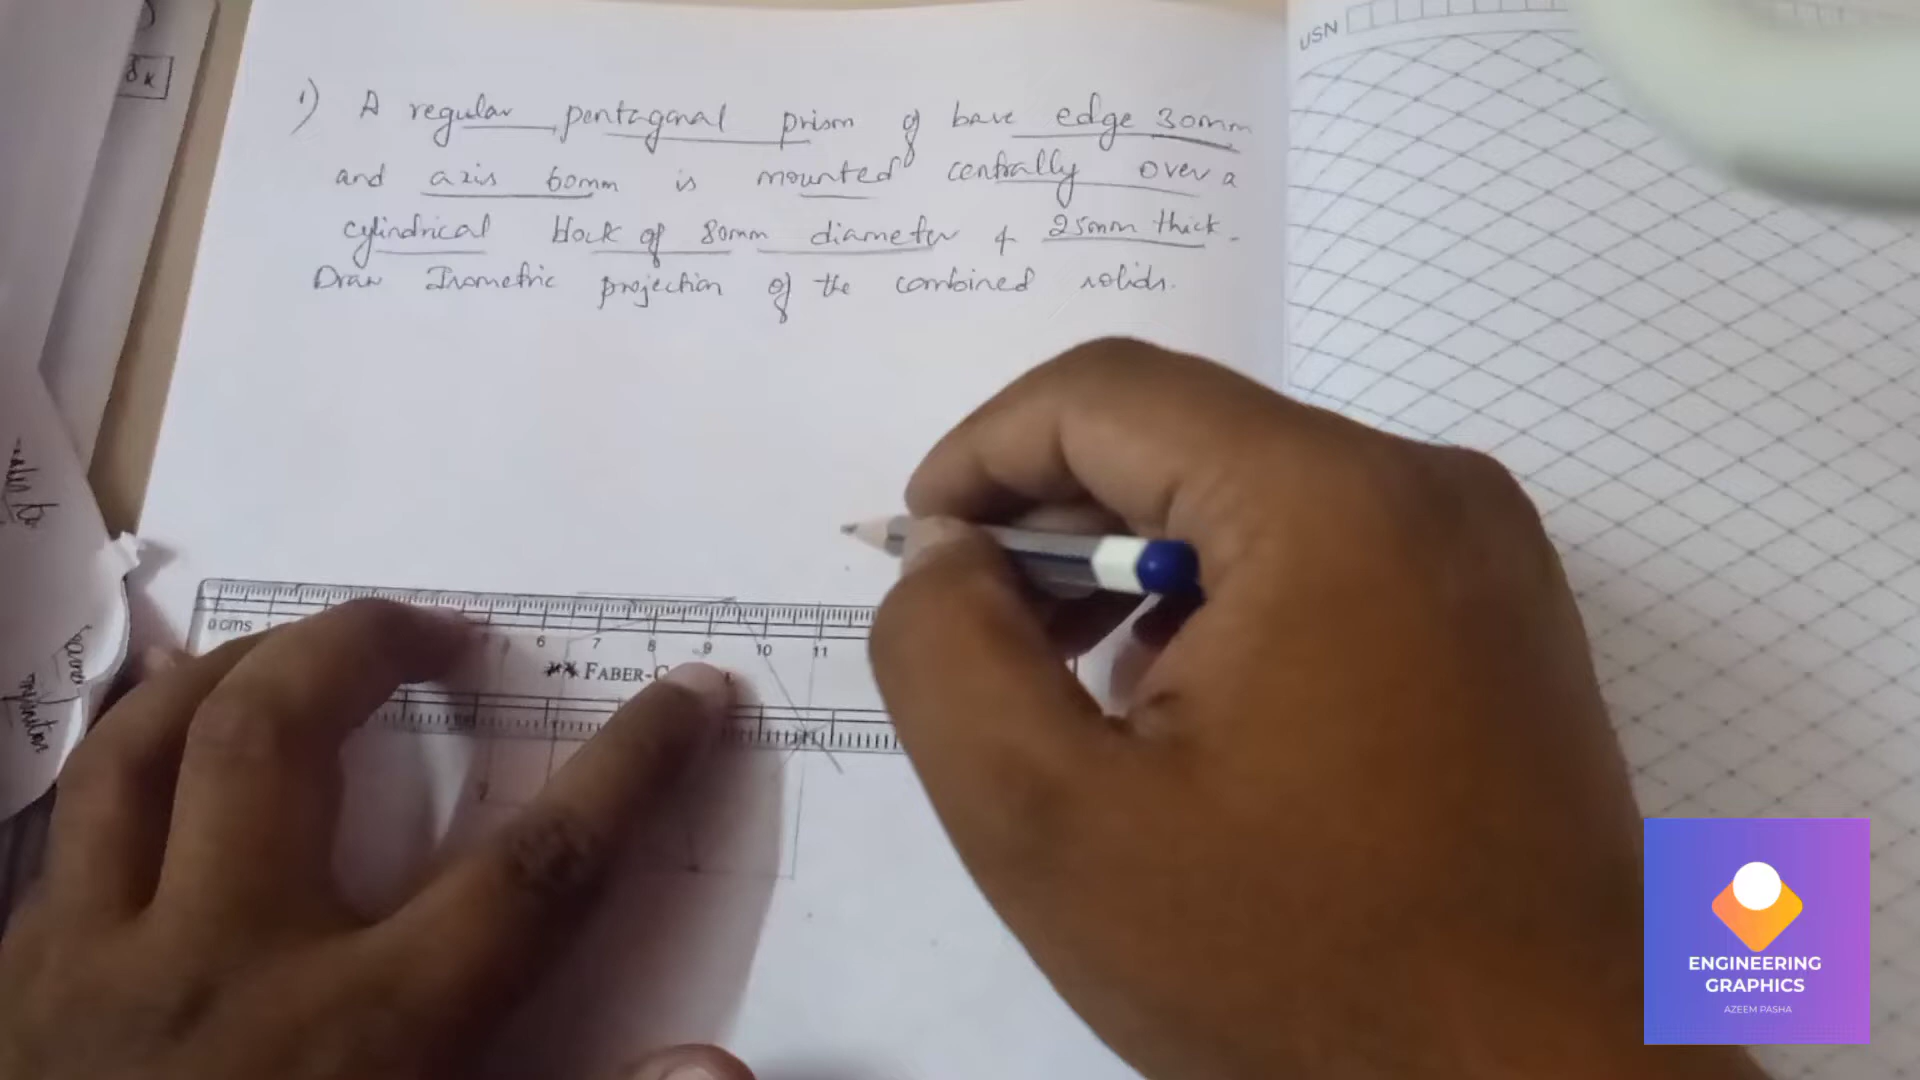 USN
1) A regular pentagonal prism of base edge 30mm
and axis 60mm is mounted centrally over a
cylindrical block of 80mm diameter & 25mm thick.
Draw Isometric projection of the combined solids.
0 cms 1 6 7 8 9 10 11
FABER-C
ENGINEERING
GRAPHICS
AZEEM PASHA